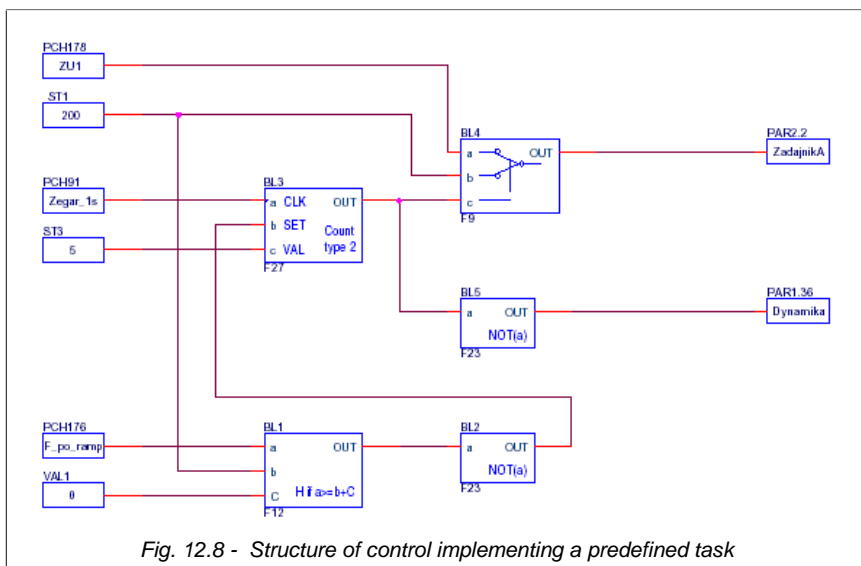 PCH178
ZU1
ST1
200
BL4
a OUT
b
c
F9
PAR2.2
ZadajnikA
PCH91
Zegar_1s
ST3
5
BL3
a CLK OUT
b SET Count
c VAL type 2
F27
BL5
a OUT
NOT(a)
F23
PAR1.36
Dynamika
PCH176
F_po_ramp
VAL1
0
BL1
a OUT
b
C H if a>=b+C
F12
BL2
a OUT
NOT(a)
F23
Fig. 12.8 - Structure of control implementing a predefined task